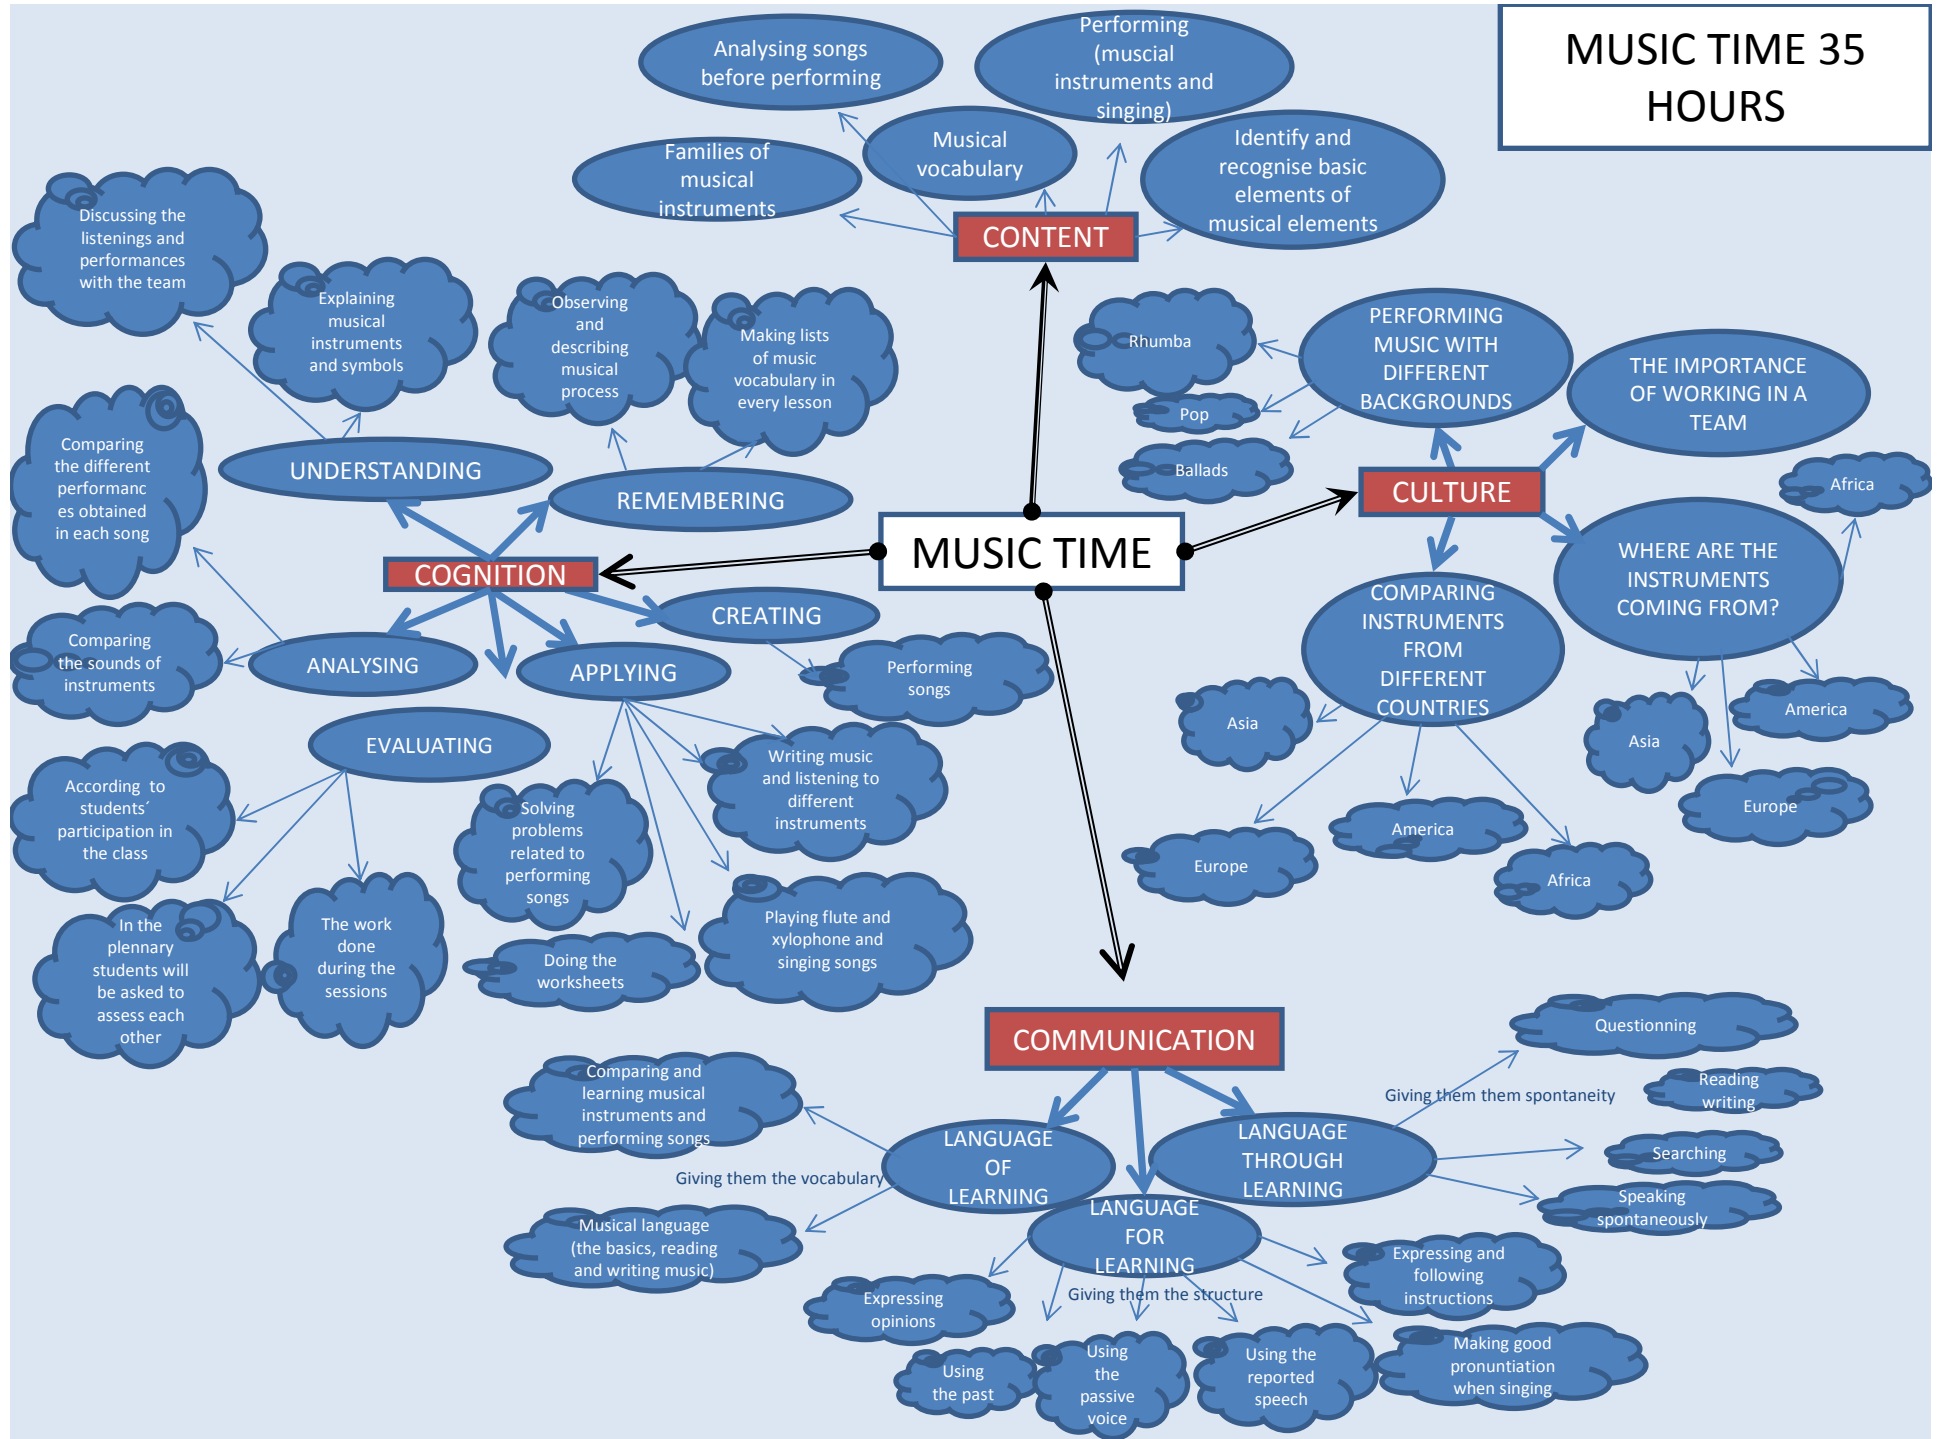 MUSIC TIME 35
HOURS
Analysing songs
before performing
Performing
(muscial
instruments and
singing)
Families of
musical
instruments
Musical
vocabulary
Identify and
recognise basic
elements of
musical elements
CONTENT
Discussing the
listenings and
performances
with the team
Explaining
musical
instruments
and symbols
Observing
and
describing
musical
process
Making lists
of music
vocabulary in
every lesson
UNDERSTANDING
REMEMBERING
Comparing
the different
performanc
es obtained
in each song
COGNITION
MUSIC TIME
Comparing
the sounds of
instruments
ANALYSING
APPLYING
CREATING
Performing
songs
EVALUATING
According to
students´
participation in
the class
In the
plennary
students will
be asked to
assess each
other
The work
done
during the
sessions
Solving
problems
related to
performing
songs
Doing the
worksheets
Writing music
and listening to
different
instruments
Playing flute and
xylophone and
singing songs
PERFORMING
MUSIC WITH
DIFFERENT
BACKGROUNDS
Rhumba
Pop
Ballads
THE IMPORTANCE
OF WORKING IN A
TEAM
CULTURE
WHERE ARE THE
INSTRUMENTS
COMING FROM?
Africa
America
Asia
Europe
COMPARING
INSTRUMENTS
FROM
DIFFERENT
COUNTRIES
Asia
Europe
America
Africa
COMMUNICATION
Comparing and
learning musical
instruments and
performing songs
Giving them the vocabulary
Musical language
(the basics, reading
and writing music)
LANGUAGE
OF
LEARNING
LANGUAGE
FOR
LEARNING
Giving them the structure
LANGUAGE
THROUGH
LEARNING
Giving them them spontaneity
Questionning
Reading
writing
Searching
Speaking
spontaneously
Expressing
opinions
Using
the past
Using
the
passive
voice
Using the
reported
speech
Expressing and
following
instructions
Making good
pronuntiation
when singing